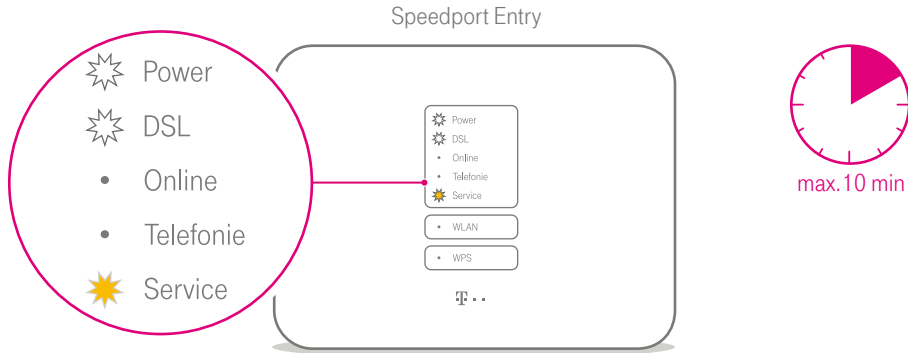 Speedport Entry
Power
DSL
Online
Telefonie
Service
Power
DSL
Online
Telefonie
Service
WLAN
WPS
T
max.10 min